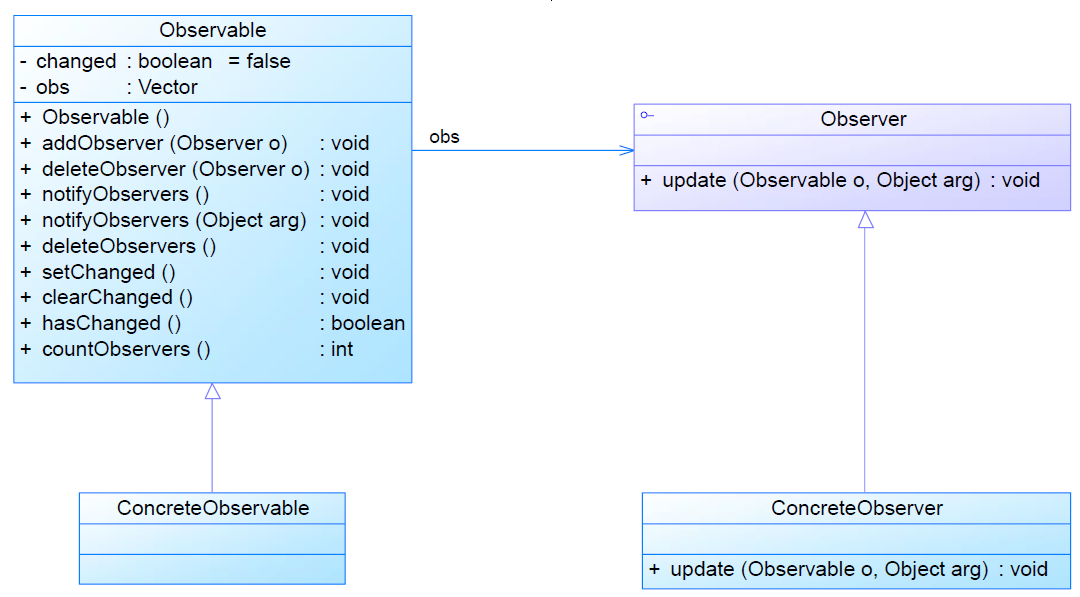 Observable
- changed : boolean = false
- obs : Vector
+ Observable ()
+ addObserver (Observer o) : void
+ deleteObserver (Observer o) : void
+ notifyObservers () : void
+ notifyObservers (Object arg) : void
+ deleteObservers () : void
+ setChanged () : void
+ clearChanged () : void
+ hasChanged () : boolean
+ countObservers () : int
obs
Observer
+ update (Observable o, Object arg) : void
ConcreteObservable
ConcreteObserver
+ update (Observable o, Object arg) : void